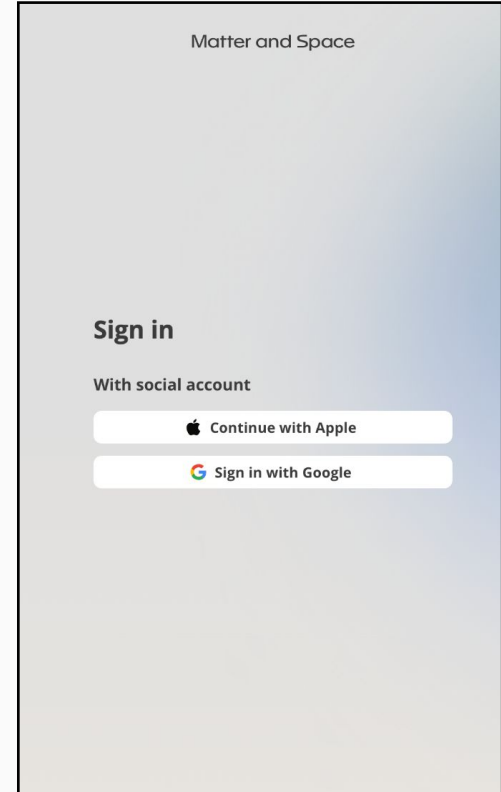 Matter and Space
Sign in
With social account
Continue with Apple
Sign in with Google